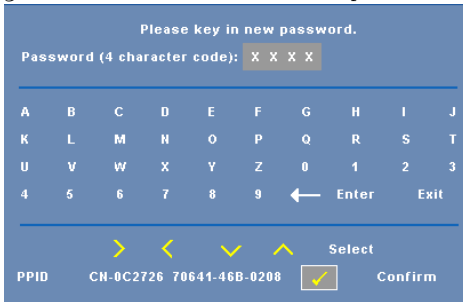 Please key in new password.
Password (4 character code): X X X X
A B C D E F G H I J
K L M N O P Q R S T
U V W X Y Z 0 1 2 3
4 5 6 7 8 9 ← Enter Exit
> < ∨ ∧ Select
PPID CN-0C2726 70641-46B-0208 ✓ Confirm